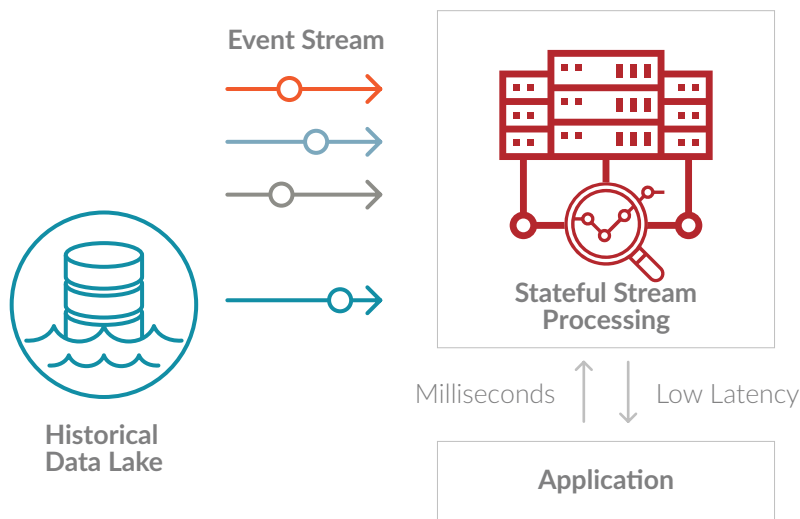 Event Stream
Stateful Stream
Processing
Milliseconds
Low Latency
Historical
Data Lake
Application